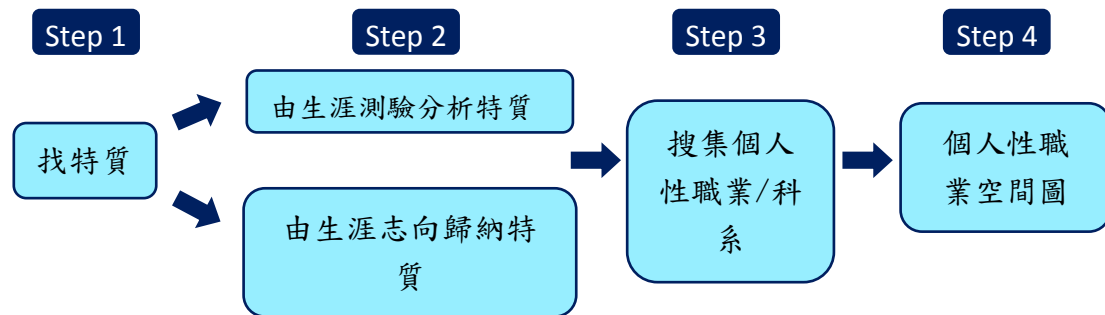 Step 1
Step 2
Step 3
Step 4
找特質
由生涯測驗分析特質
由生涯志向歸納特
質
搜集個人
性職業/科
系
個人性職
業空間圖